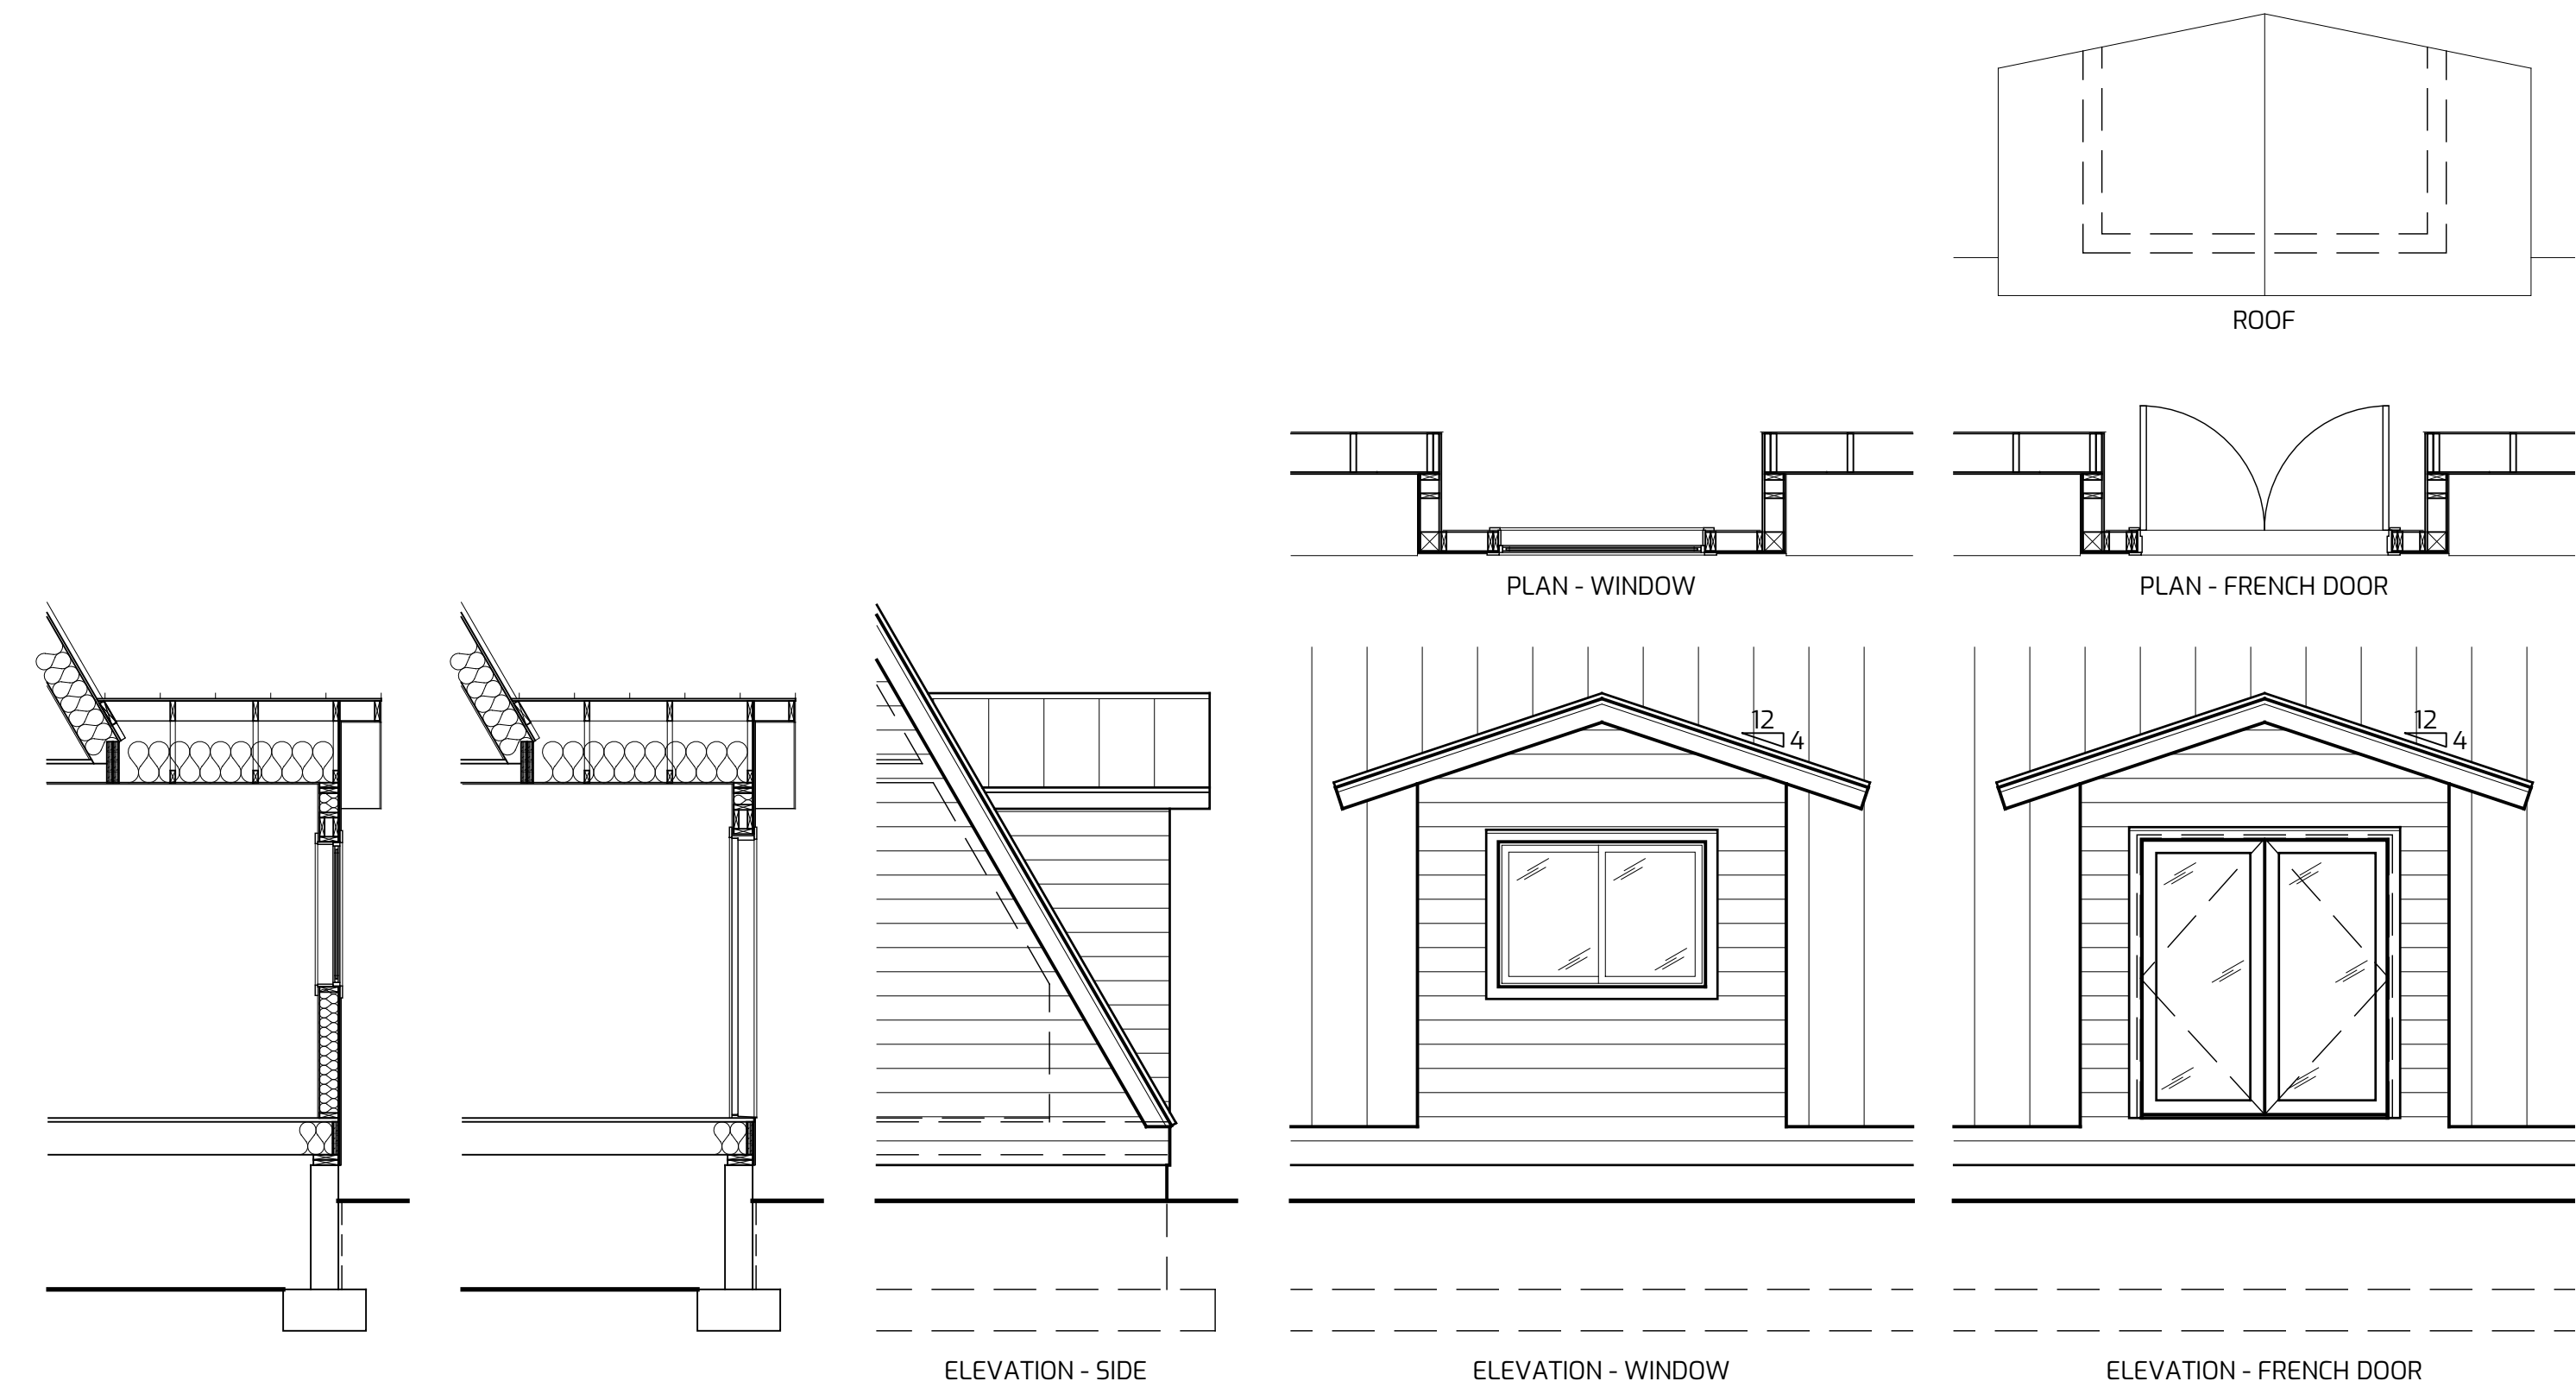 ROOF
PLAN - WINDOW
PLAN - FRENCH DOOR
12
4
12
4
ELEVATION - SIDE
ELEVATION - WINDOW
ELEVATION - FRENCH DOOR